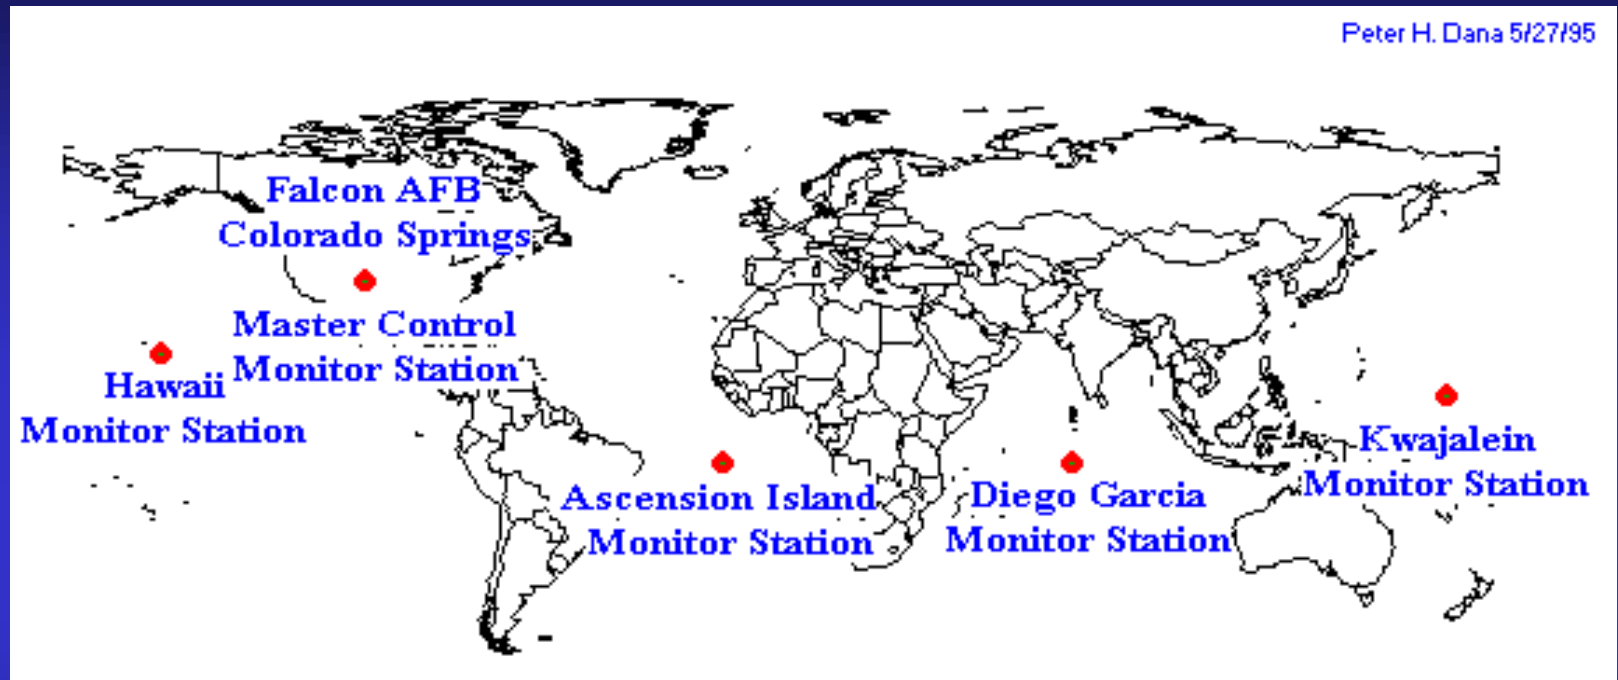 Peter H. Dana 5/27/95
Falcon AFB
Colorado Springs
Master Control
Monitor Station
Hawaii
Monitor Station
Ascension Island
Monitor Station
Diego Garcia
Monitor Station
Kwajalein
Monitor Station